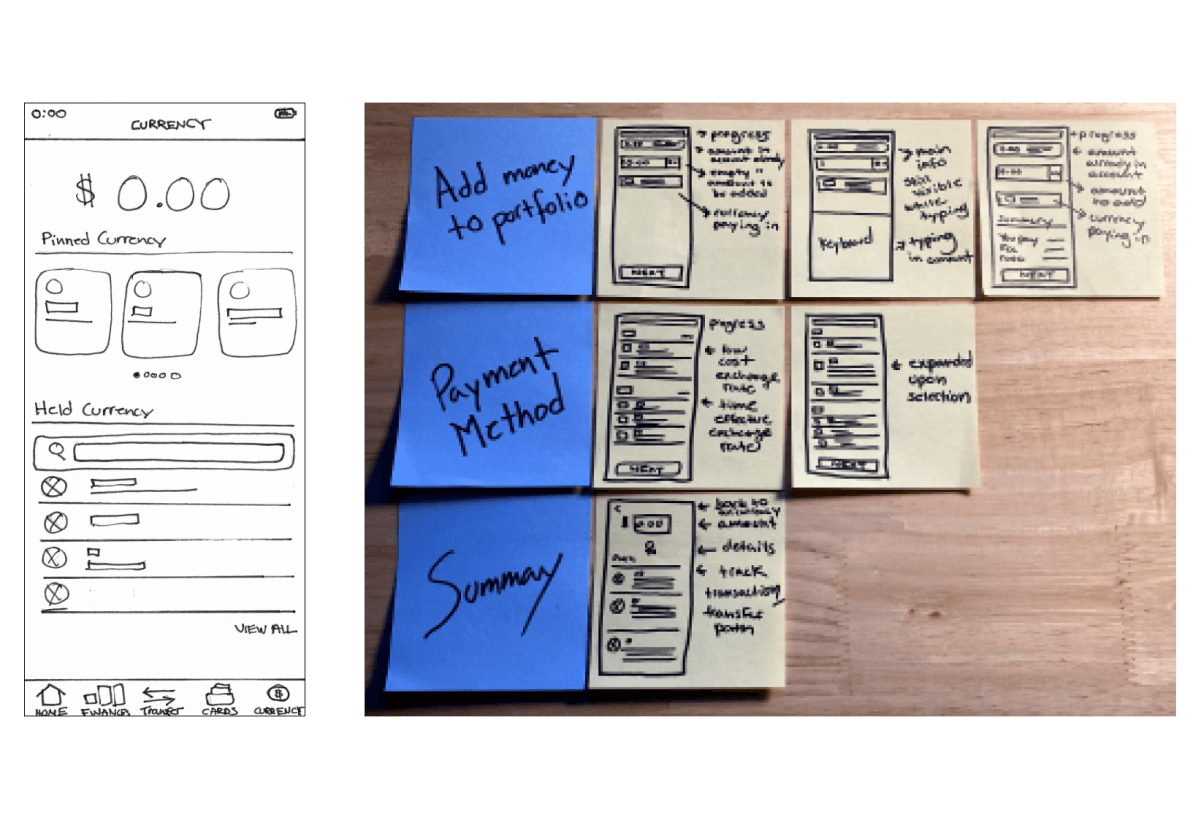 0:00
CURRENCY
$ 0.00
Pinned Currency
Held Currency
VIEW ALL
HOME
FINANCES
TRANSFER
CARDS
CURRENCY
Add money
to portfolio
progress
amount in
account already
empty
amount to
be added
currency
paying in
NEXT
main
info
still
visible
while
typing
Keyboard
typing
in amount
progress
amount
already in
account
amount
to add
currency
paying in
Summary
You pay
NEXT
Payment
Method
progress
low
cost
exchange
rate
time
effective
exchange
rate
NEXT
expanded
upon
selection
NEXT
Summary
back to
currency
amount
0.00
details
track
transaction/
transfer